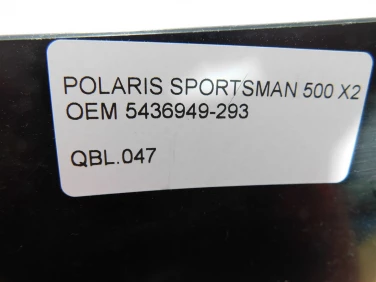 POLARIS SPORTSMAN 500 X2
OEM 5436949-293
QBL.047